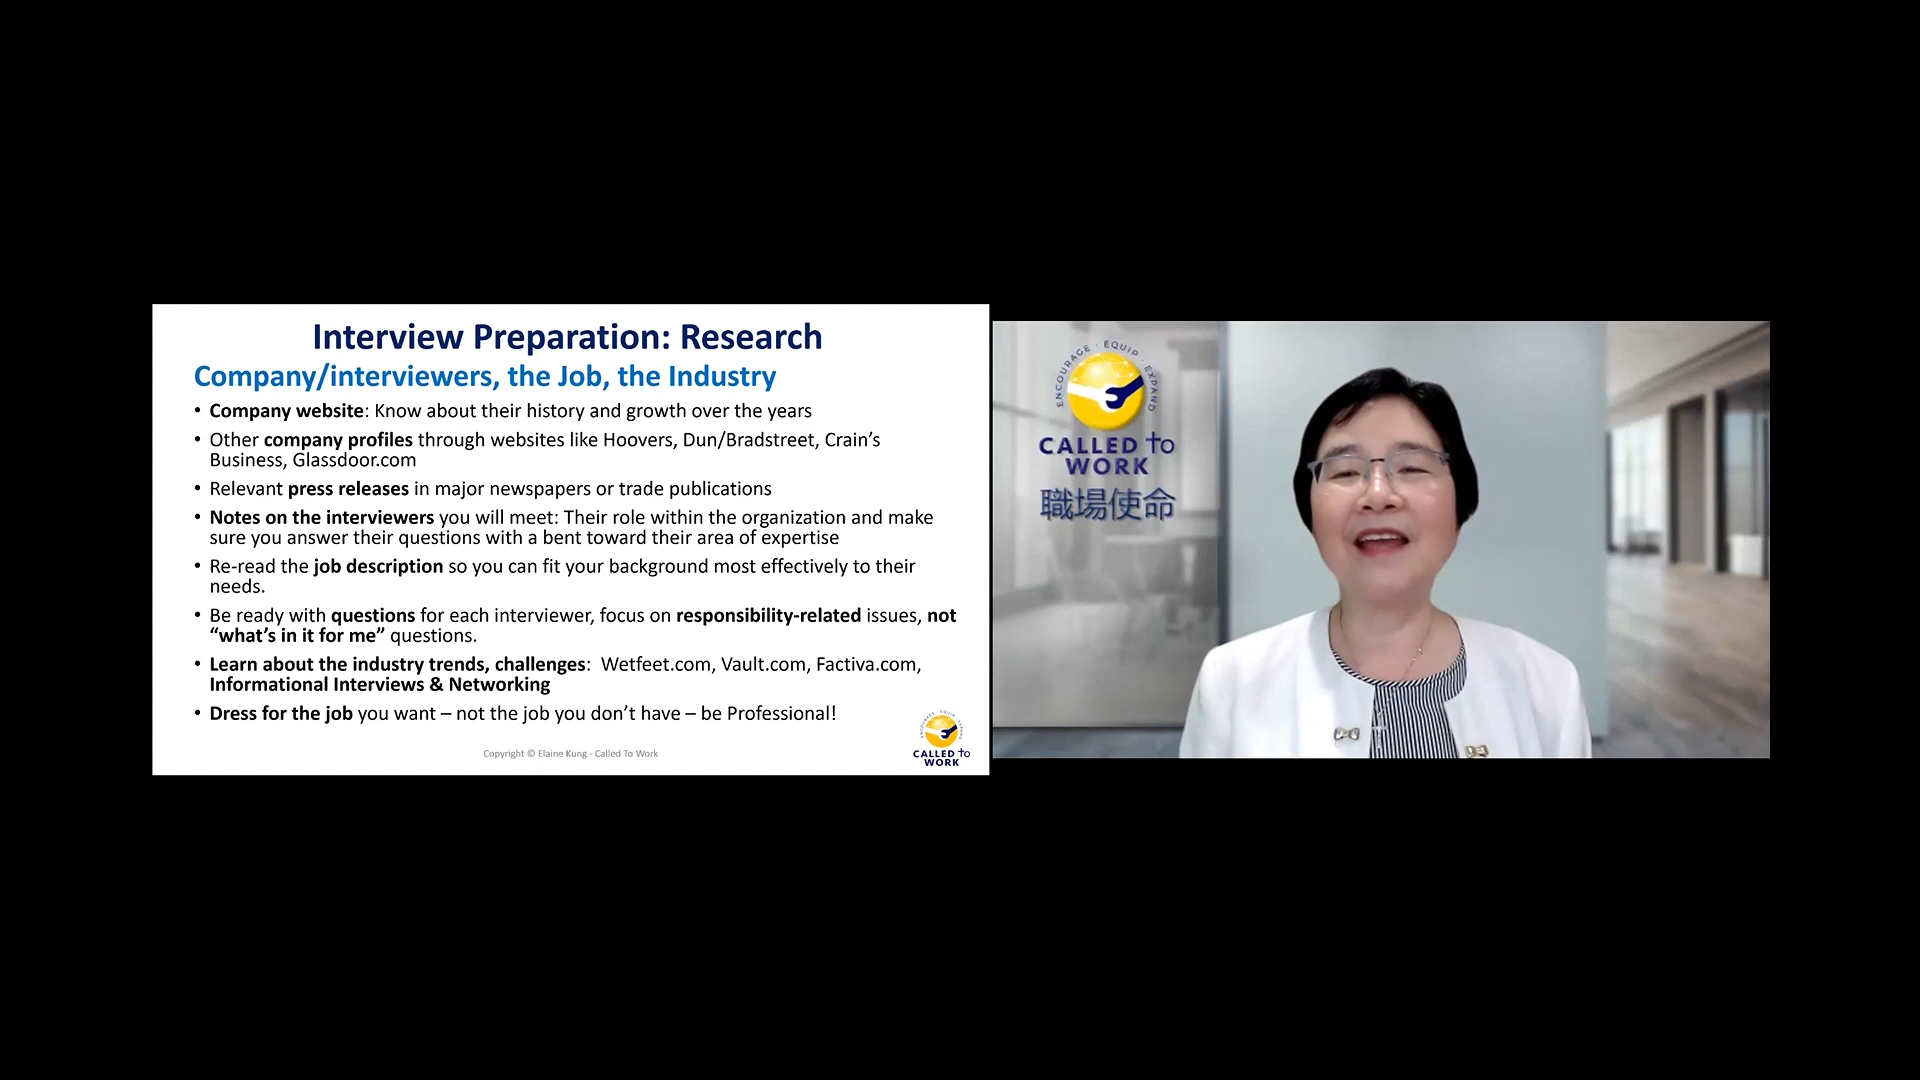 Interview Preparation: Research
Company/interviewers, the Job, the Industry
• Company website: Know about their history and growth over the years
• Other company profiles through websites like Hoovers, Dun/Bradstreet, Crain’s
Business, Glassdoor.com
• Relevant press releases in major newspapers or trade publications
• Notes on the interviewers you will meet: Their role within the organization and make
sure you answer their questions with a bent toward their area of expertise
• Re-read the job description so you can fit your background most effectively to their
needs.
• Be ready with questions for each interviewer, focus on responsibility-related issues, not
“what’s in it for me” questions.
• Learn about the industry trends, challenges:  Wetfeet.com, Vault.com, Factiva.com,
Informational Interviews & Networking
• Dress for the job you want – not the job you don’t have – be Professional!
Copyright © Elaine Kung - Called To Work
ENCOURAGE · EQUIP · EXPAND
CALLED to
WORK
ENCOURAGE · EQUIP · EXPAND
CALLED to
WORK
職場使命